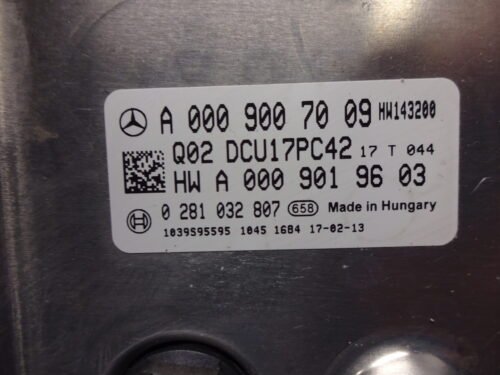 A 000 900 70 09 HW143200
Q02 DCU17PC42 17 T 044
HW A 000 901 96 03
0 281 032 807 658 Made in Hungary
1039S95595 1045 1684 17-02-13